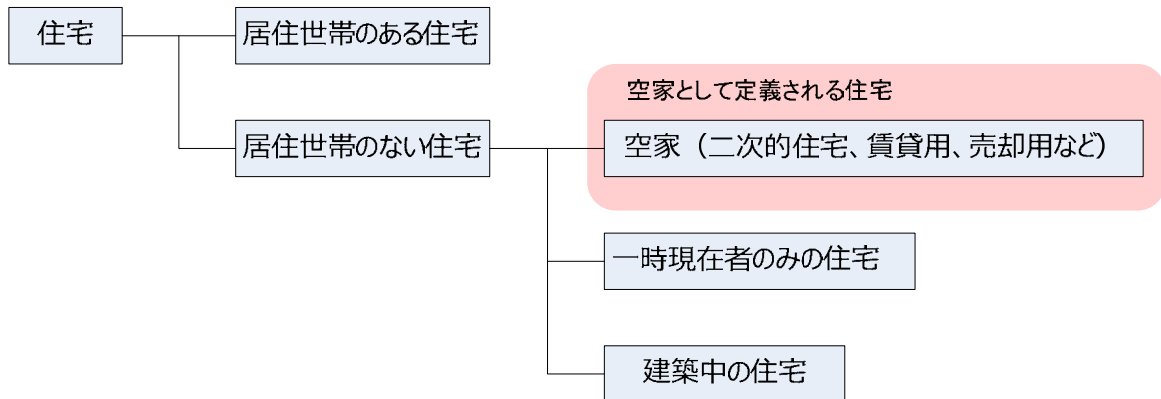 住宅
居住世帯のある住宅
空家として定義される住宅
居住世帯のない住宅
空家（二次的住宅、賃貸用、売却用など）
一時現在者のみの住宅
建築中の住宅